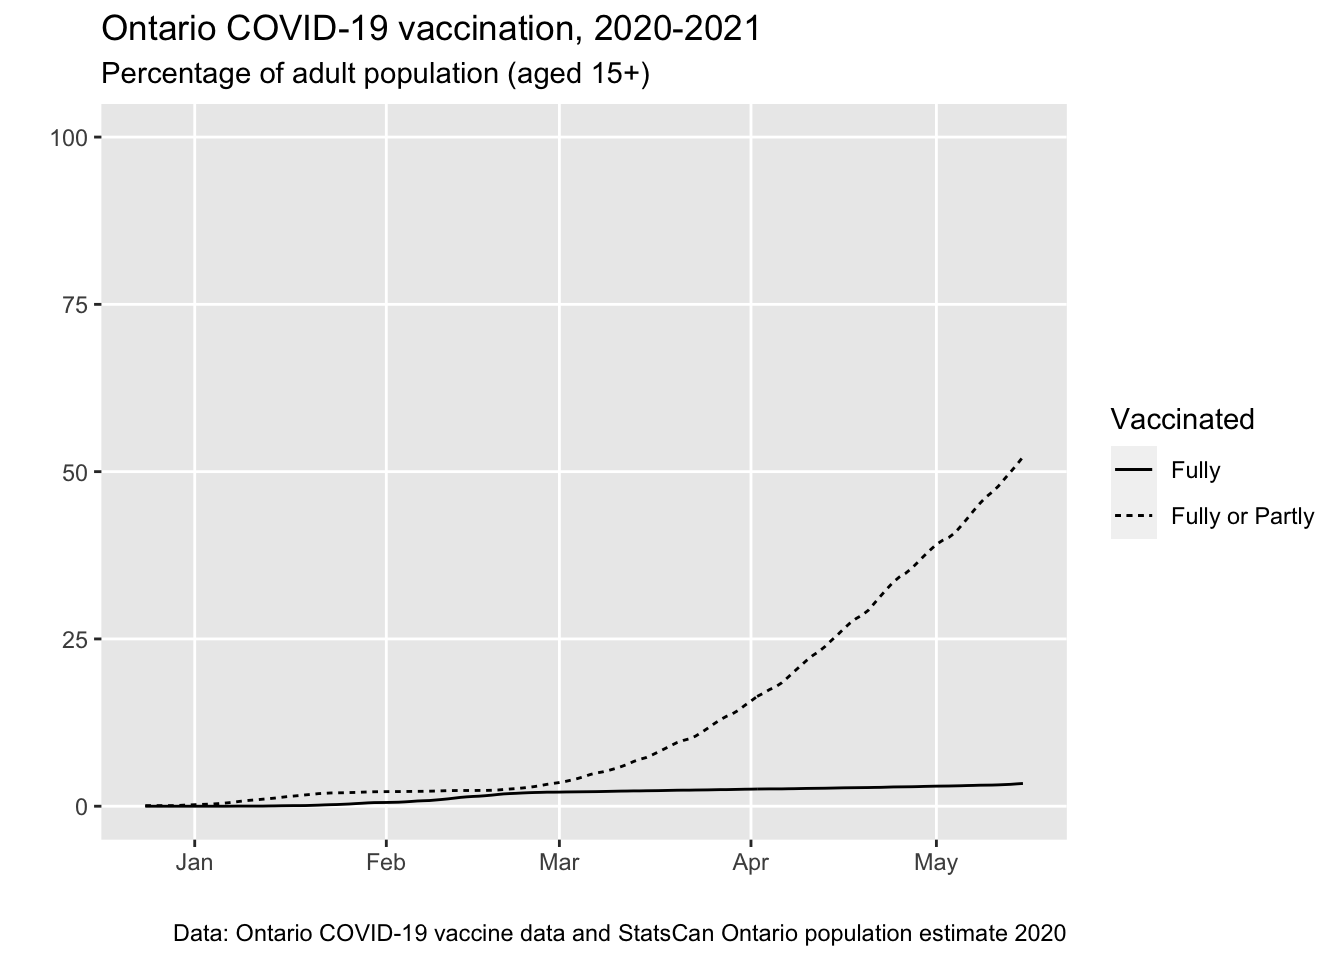 Ontario COVID-19 vaccination, 2020-2021
Percentage of adult population (aged 15+)
100
75
50
25
0
Jan Feb Mar Apr May
Vaccinated
Fully
Fully or Partly
Data: Ontario COVID-19 vaccine data and StatsCan Ontario population estimate 2020